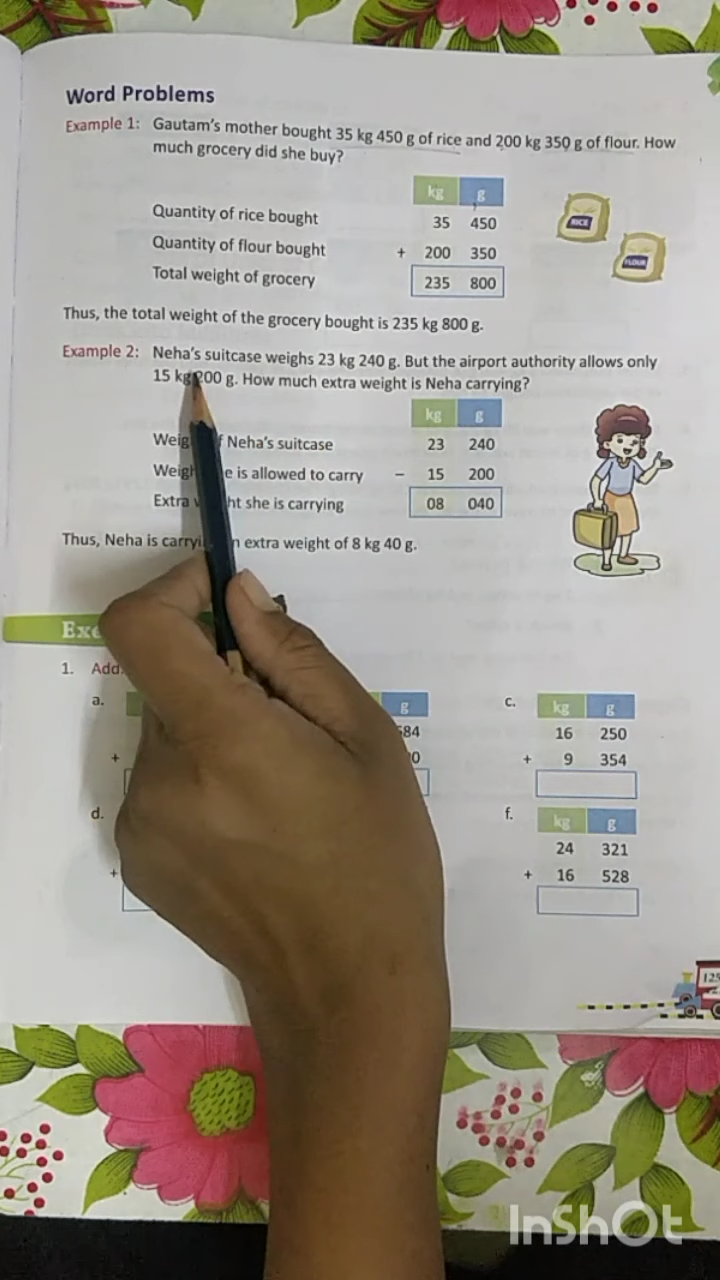 Word Problems
Example 1: Gautam's mother bought 35 kg 450 g of rice and 200 kg 350 g of flour. How
much grocery did she buy?
kg g
Quantity of rice bought 35 450
Quantity of flour bought + 200 350
Total weight of grocery 235 800
RICE
FLOUR
Thus, the total weight of the grocery bought is 235 kg 800 g.
Example 2: Neha's suitcase weighs 23 kg 240 g. But the airport authority allows only
15 kg 200 g. How much extra weight is Neha carrying?
kg g
Neha's suitcase 23 240
is allowed to carry – 15 200
Extra she is carrying 08 040
Thus, Neha is extra weight of 8 kg 40 g.
1. Add.
a. g c. kg g
16 250
+ + 9 354
d. f. kg g
24 321
+ + 16 528
125
InShOt